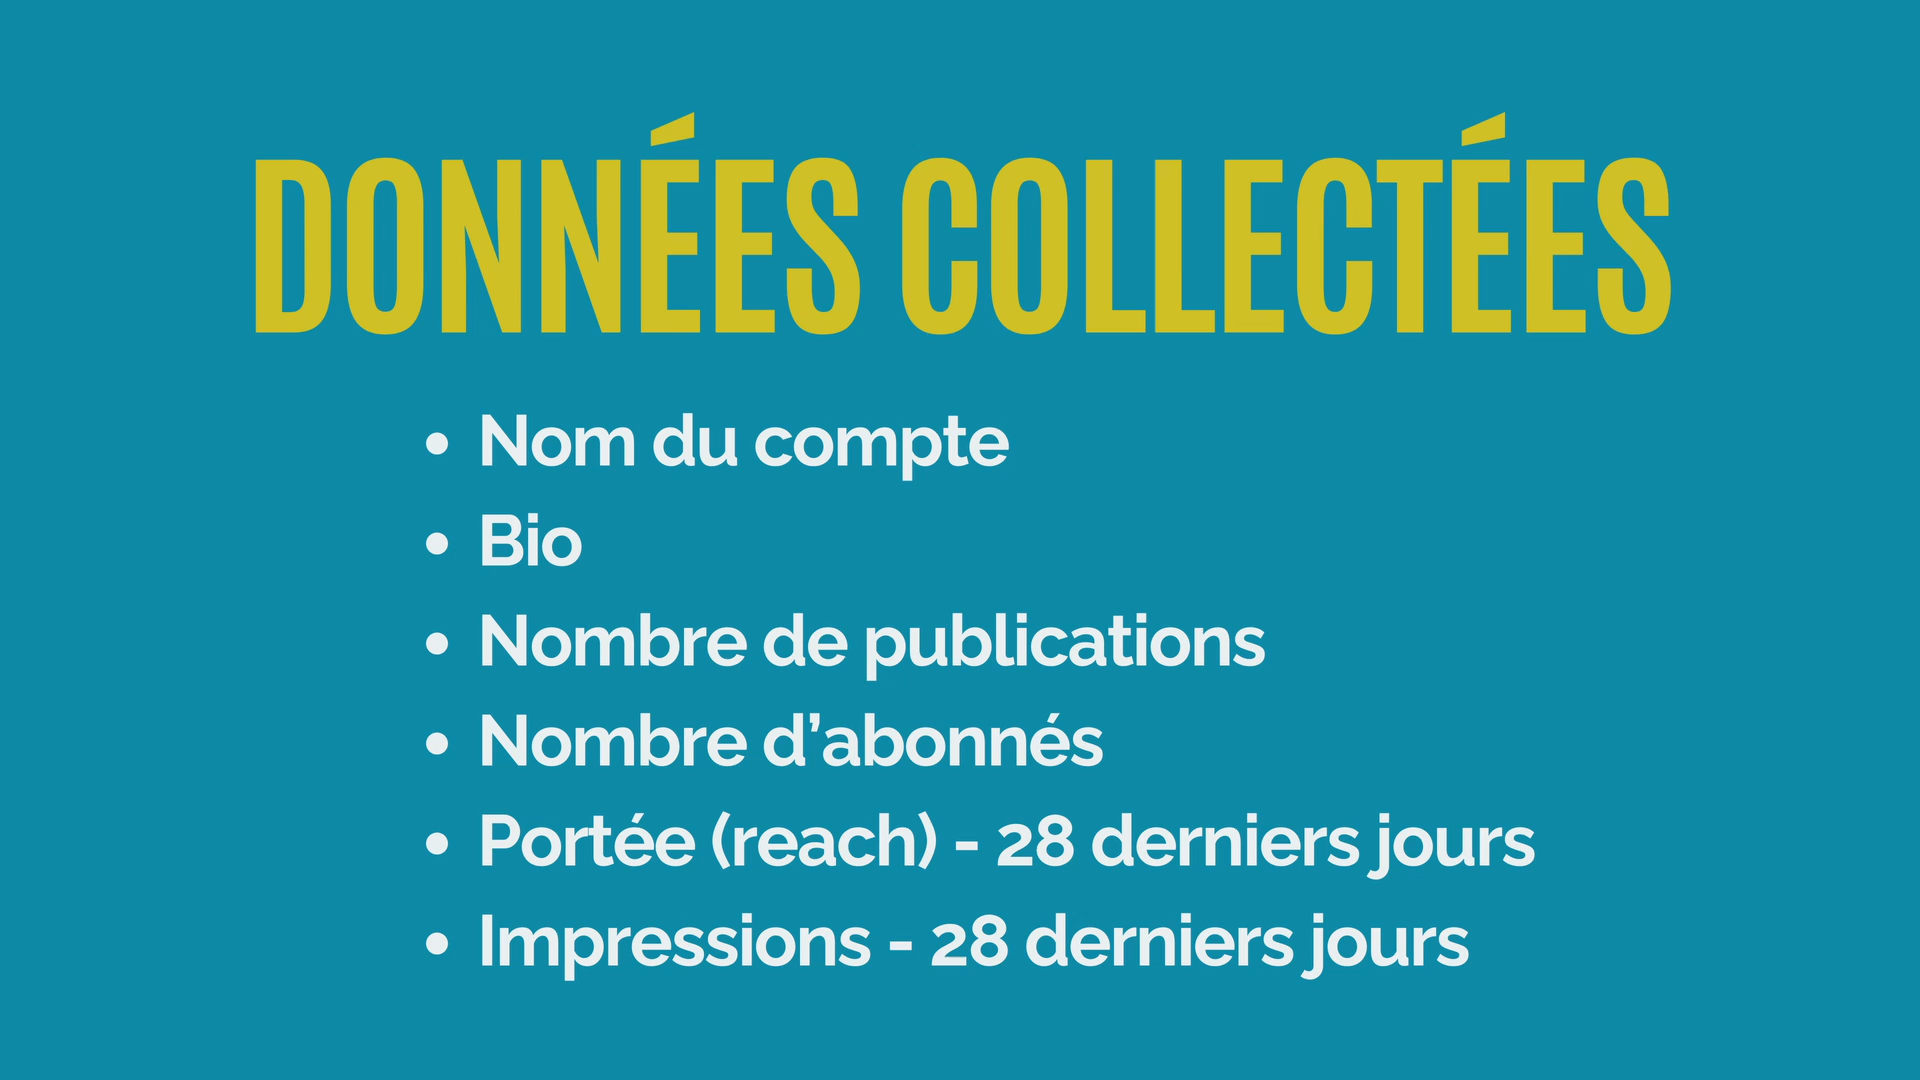 DONNÉES COLLECTÉES
• Nom du compte
• Bio
• Nombre de publications
• Nombre d’abonnés
• Portée (reach) - 28 derniers jours
• Impressions - 28 derniers jours